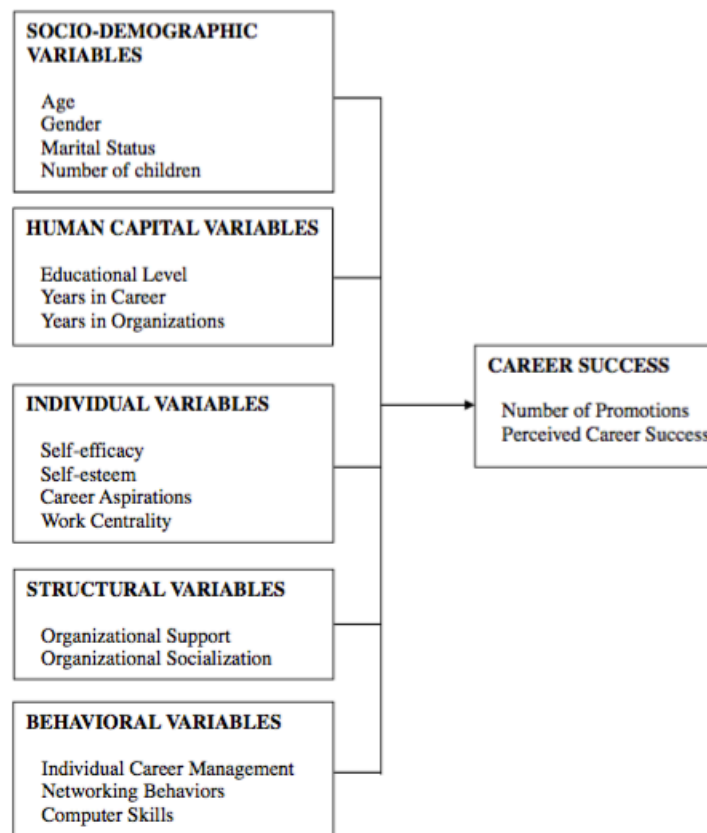 SOCIO-DEMOGRAPHIC
VARIABLES
Age
Gender
Marital Status
Number of children
HUMAN CAPITAL VARIABLES
Educational Level
Years in Career
Years in Organizations
INDIVIDUAL VARIABLES
Self-efficacy
Self-esteem
Career Aspirations
Work Centrality
STRUCTURAL VARIABLES
Organizational Support
Organizational Socialization
BEHAVIORAL VARIABLES
Individual Career Management
Networking Behaviors
Computer Skills
CAREER SUCCESS
Number of Promotions
Perceived Career Success